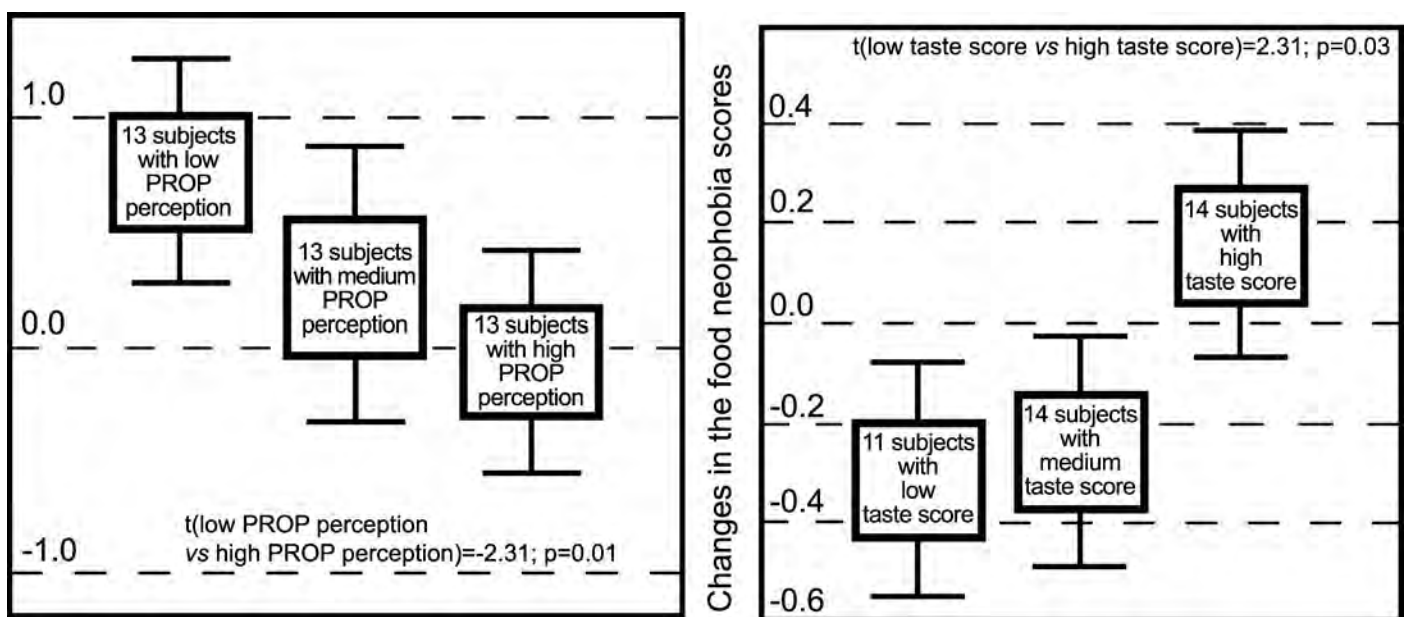 1.0
13 subjects
with low
PROP
perception
13 subjects
with medium
PROP
perception
0.0
13 subjects
with high
PROP
perception
t(low PROP perception
vs high PROP perception)=-2.31; p=0.01
-1.0
Changes in the food neophobia scores
t(low taste score vs high taste score)=2.31; p=0.03
0.4
0.2
14 subjects
with
high
taste score
0.0
-0.2
11 subjects
with
low
taste score
14 subjects
with
medium
taste score
-0.4
-0.6